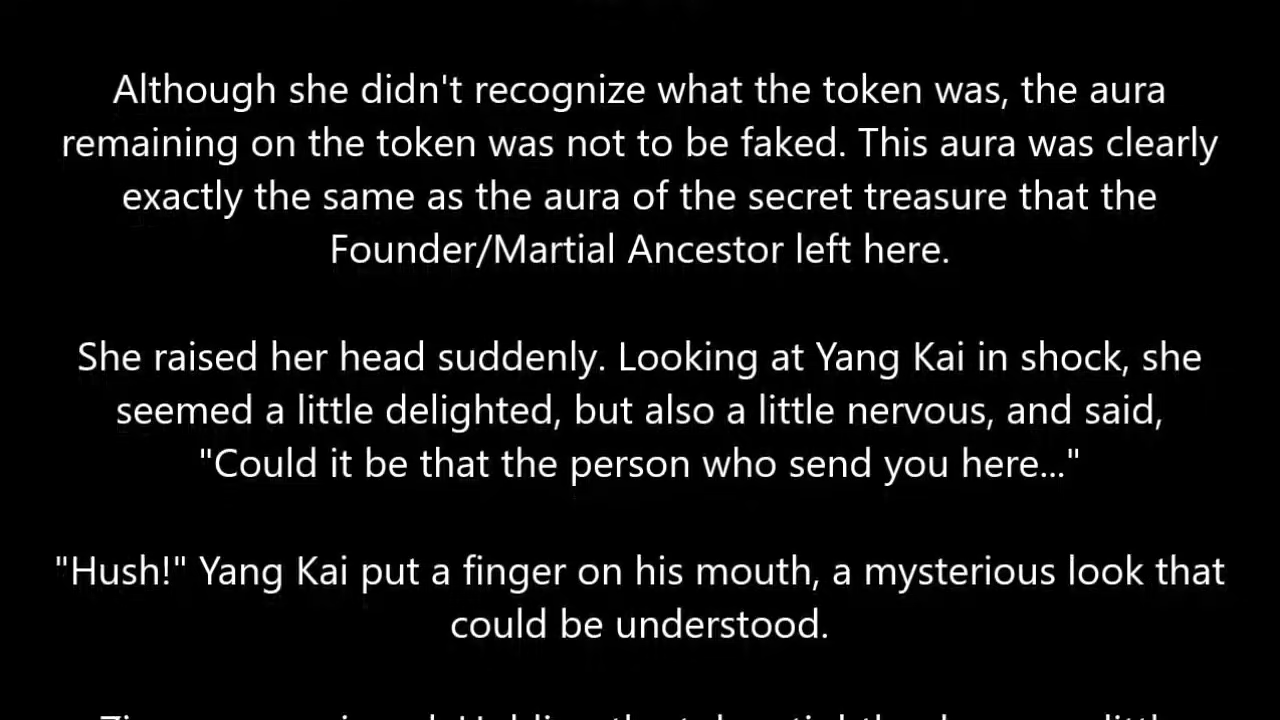 Although she didn't recognize what the token was, the aura
remaining on the token was not to be faked. This aura was clearly
exactly the same as the aura of the secret treasure that the
Founder/Martial Ancestor left here.
She raised her head suddenly. Looking at Yang Kai in shock, she
seemed a little delighted, but also a little nervous, and said,
"Could it be that the person who send you here..."
"Hush!" Yang Kai put a finger on his mouth, a mysterious look that
could be understood.